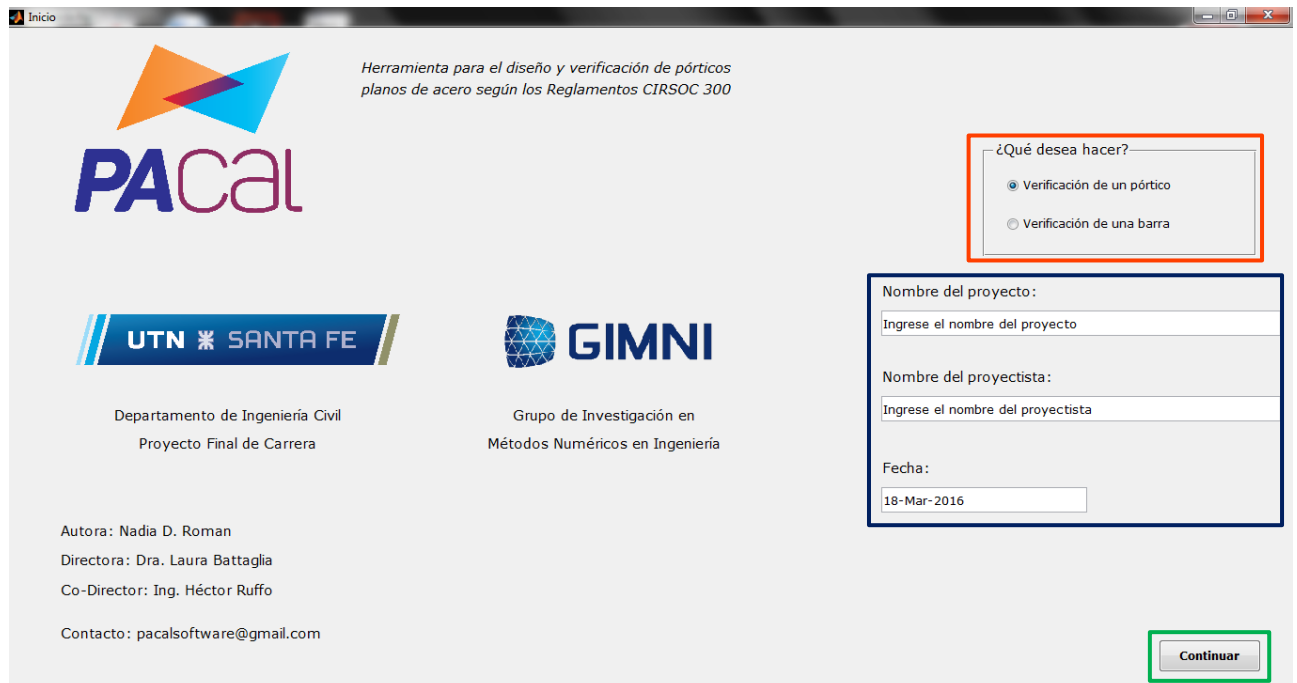 Inicio
Herramienta para el diseño y verificación de pórticos
planos de acero según los Reglamentos CIRSOC 300
PACal
¿Qué desea hacer?
Verificación de un pórtico
Verificación de una barra
Nombre del proyecto:
Ingrese el nombre del proyecto
Nombre del proyectista:
Ingrese el nombre del proyectista
Fecha:
18-Mar-2016
UTN SANTA FE
Departamento de Ingeniería Civil
Proyecto Final de Carrera
GIMNI
Grupo de Investigación en
Métodos Numéricos en Ingeniería
Autora: Nadia D. Roman
Directora: Dra. Laura Battaglia
Co-Director: Ing. Héctor Ruffo
Contacto: pacalsoftware@gmail.com
Continuar